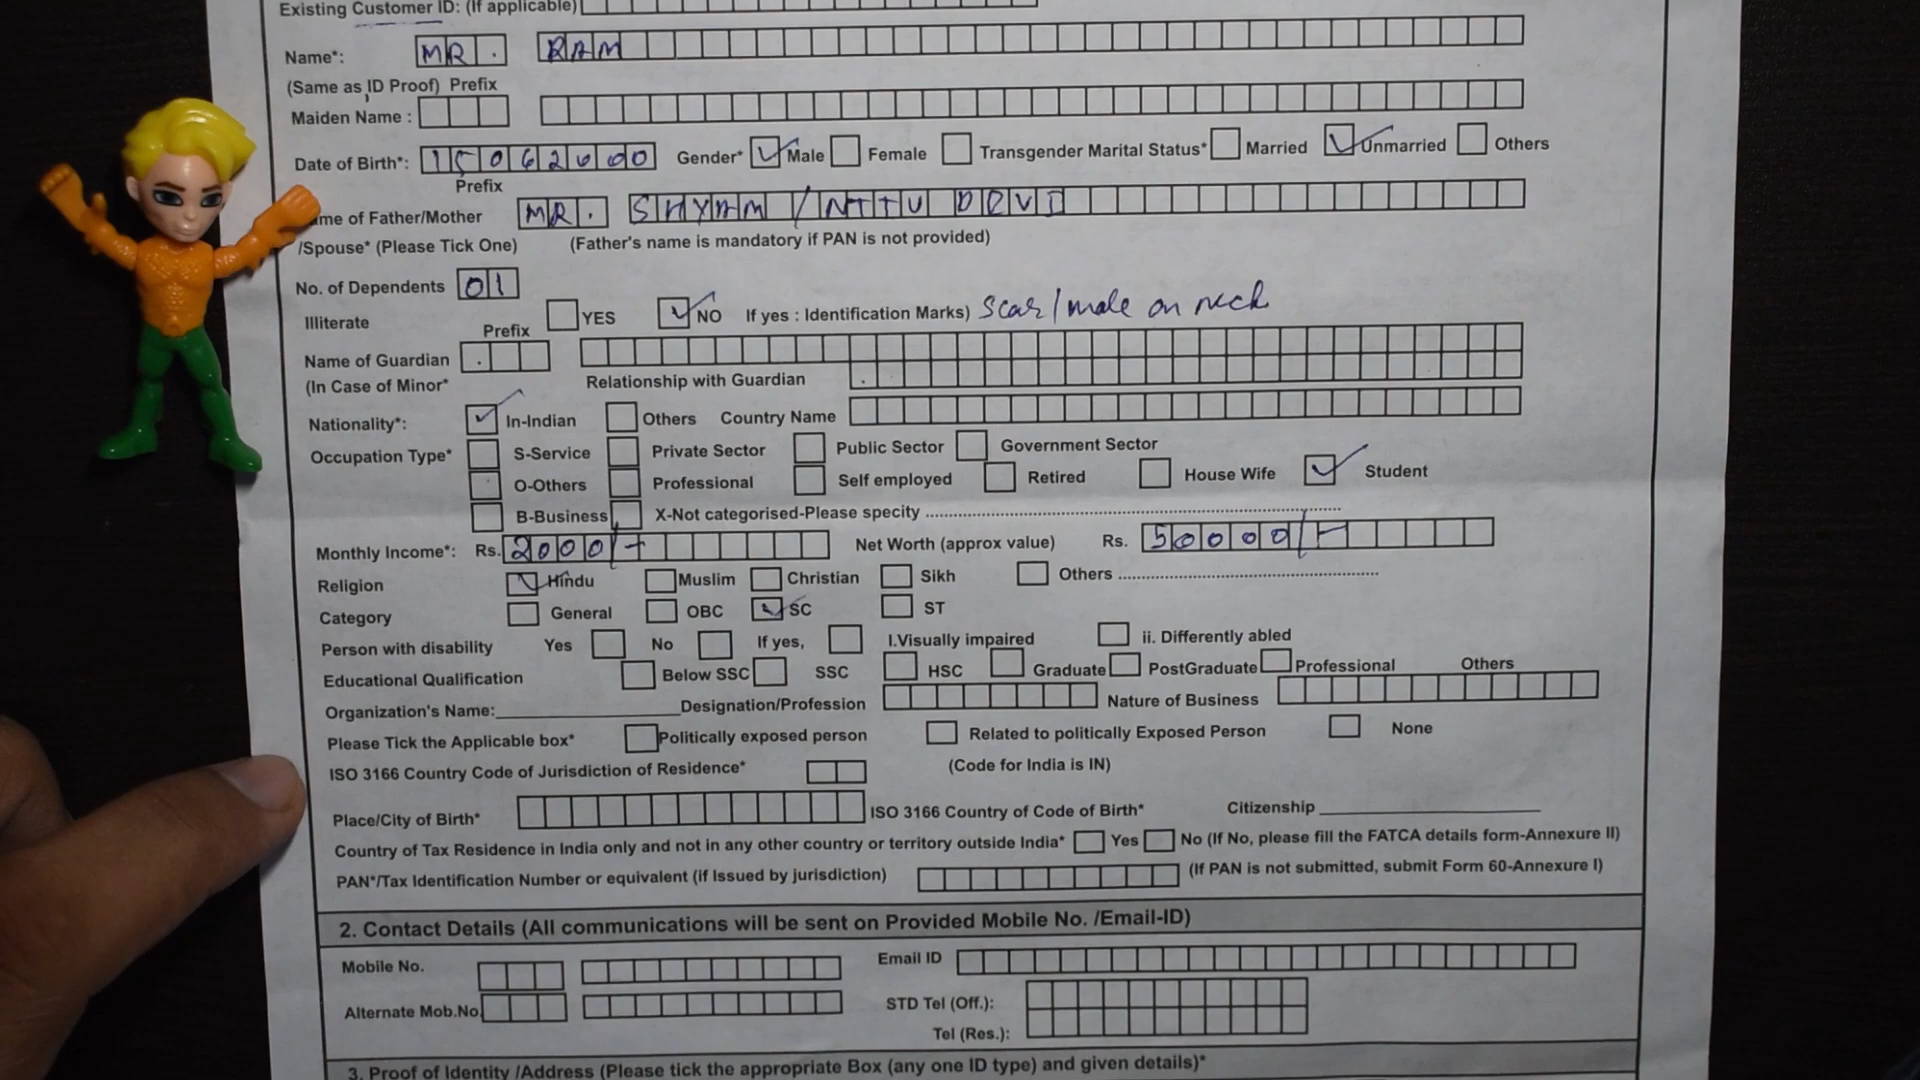 Existing Customer ID: (If applicable)
Name*: MR. RAM
(Same as ID Proof) Prefix
Maiden Name :
Date of Birth*: 15062000 Gender* Male Female Transgender Marital Status* Married Unmarried Others
Prefix
me of Father/Mother MR. SHYAM / NITU DEVI
/Spouse* (Please Tick One) (Father's name is mandatory if PAN is not provided)
No. of Dependents 01
Illiterate YES NO If yes : Identification Marks) Scar/male on neck
Prefix
Name of Guardian
(In Case of Minor* Relationship with Guardian
Nationality*: In-Indian Others Country Name
Occupation Type* S-Service Private Sector Public Sector Government Sector
O-Others Professional Self employed Retired House Wife Student
B-Business X-Not categorised-Please specity
Monthly Income*: Rs. 2000/- Net Worth (approx value) Rs. 50000/-
Religion Hindu Muslim Christian Sikh Others
Category General OBC SC ST
Person with disability Yes No If yes, I.Visually impaired ii. Differently abled
Educational Qualification Below SSC SSC HSC Graduate PostGraduate Professional Others
Organization's Name: Designation/Profession Nature of Business
Please Tick the Applicable box* Politically exposed person Related to politically Exposed Person None
ISO 3166 Country Code of Jurisdiction of Residence* (Code for India is IN)
Place/City of Birth* ISO 3166 Country of Code of Birth* Citizenship
Country of Tax Residence in India only and not in any other country or territory outside India* Yes No (If No, please fill the FATCA details form-Annexure II)
PAN*/Tax Identification Number or equivalent (if Issued by jurisdiction) (If PAN is not submitted, submit Form 60-Annexure I)
2. Contact Details (All communications will be sent on Provided Mobile No. /Email-ID)
Mobile No. Email ID
Alternate Mob.No. STD Tel (Off.):
Tel (Res.):
3. Proof of Identity /Address (Please tick the appropriate Box (any one ID type) and given details)*